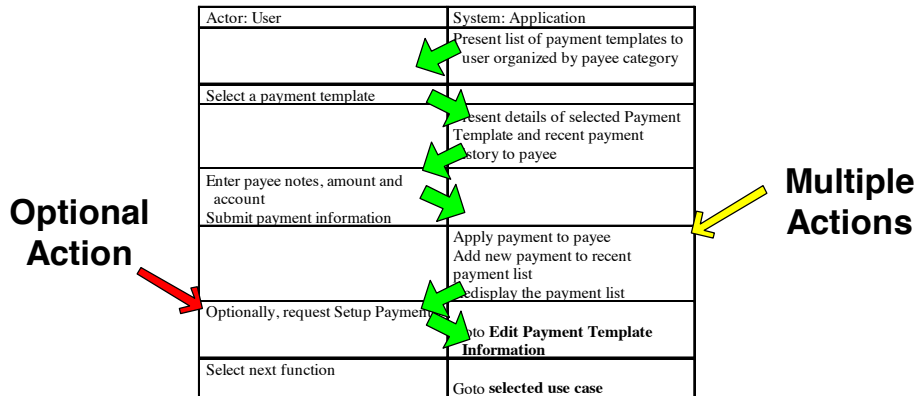 Actor: User
System: Application
Present list of payment templates to
user organized by payee category
Select a payment template
Present details of selected Payment
Template and recent payment
history to payee
Enter payee notes, amount and
account
Submit payment information
Apply payment to payee
Add new payment to recent
payment list
Redisplay the payment list
Optionally, request Setup Payment
Goto Edit Payment Template
Information
Select next function
Goto selected use case
Optional
Action
Multiple
Actions